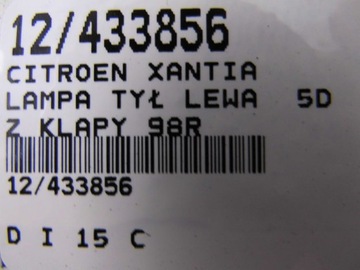 12/433856
CITROEN XANTIA
LAMPA TYŁ LEWA 5D
Z KLAPY 98R
12/433856
D I 15 C